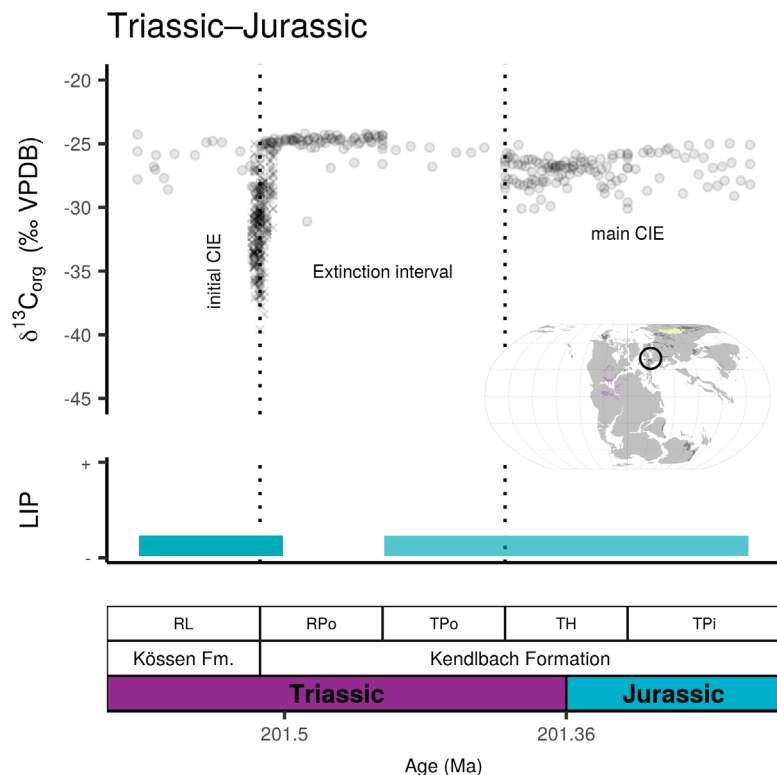 Triassic–Jurassic
δ¹³C_org (‰ VPDB)
-20
-25
-30
-35
-40
-45
initial CIE
Extinction interval
main CIE
LIP
+
-
RL RPo TPo TH TPi
Kössen Fm. Kendlbach Formation
Triassic Jurassic
201.5 201.36
Age (Ma)